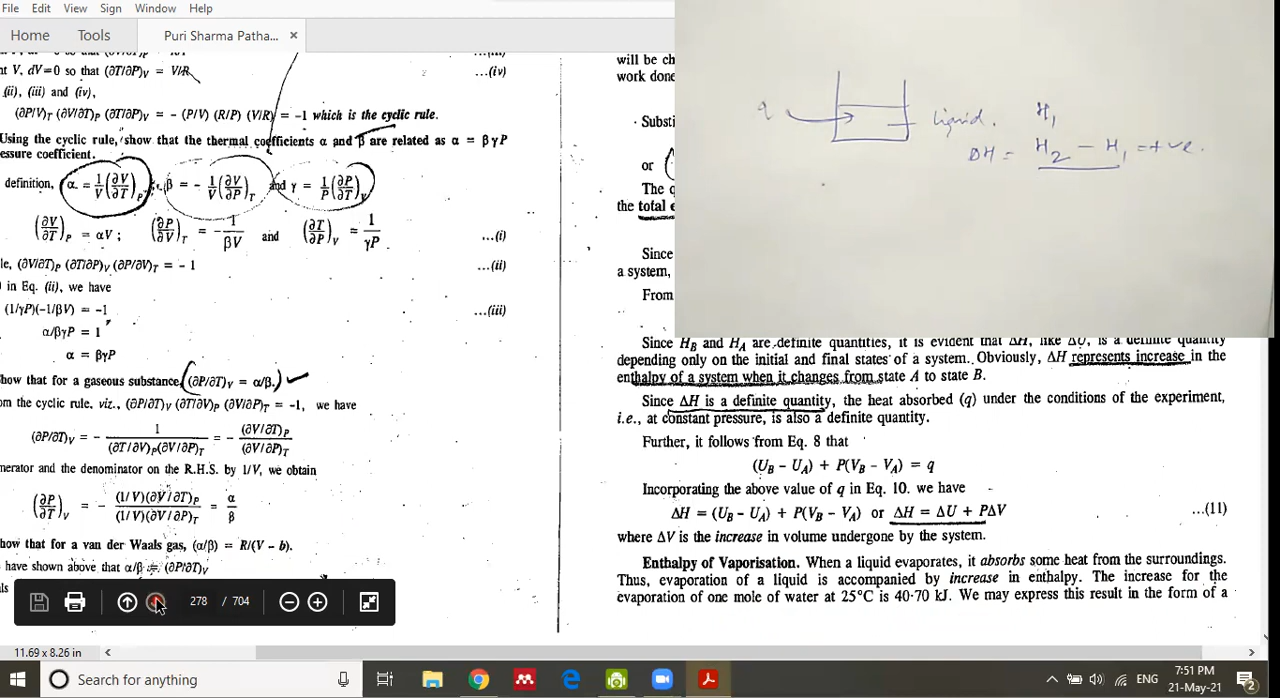 File Edit View Sign Window Help
Home Tools Puri Sharma Patha... ×
nt V, dV=0 so that (∂T/∂P)V = V/R
...(iv)
(ii), (iii) and (iv),
(∂P/V)T (∂V/∂T)P (∂T/∂P)V = – (P/V) (R/P) (V/R) = –1 which is the cyclic rule.
Using the cyclic rule, show that the thermal coefficients α and β are related as α = βγP
essure coefficient.
definition, α = 1/V (∂V/∂T)P; β = – 1/V (∂V/∂P)T and γ = 1/P (∂P/∂T)V
(∂V/∂T)P = αV ; (∂P/∂V)T = – 1/βV and (∂T/∂P)V = 1/γP ...(i)
le, (∂V/∂T)P (∂T/∂P)V (∂P/∂V)T = – 1 ...(ii)
) in Eq. (ii), we have
(1/γP)(–1/βV) = –1 ...(iii)
α/βγP = 1
α = βγP
how that for a gaseous substance, (∂P/∂T)V = α/β.
om the cyclic rule, viz., (∂P/∂T)V (∂T/∂V)P (∂V/∂P)T = –1, we have
(∂P/∂T)V = – 1/(∂T/∂V)P(∂V/∂P)T = – (∂V/∂T)P/(∂V/∂P)T
nerator and the denominator on the R.H.S. by 1/V, we obtain
(∂P/∂T)V = – (1/V)(∂V/∂T)P/(1/V)(∂V/∂P)T = α/β
how that for a van der Waals gas, (α/β) = R/(V – b).
have shown above that α/β = (∂P/∂T)V
als
278 / 704
11.69 x 8.26 in
will be ch
work done
Substi
or
The q
the total e
Since
a system,
From
q liquid. H1
ΔH = H2 – H1 = +ve.
Since HB and HA are definite quantities, it is evident that ΔH, like ΔU, is a definite quantity
depending only on the initial and final states of a system. Obviously, ΔH represents increase in the
enthalpy of a system when it changes from state A to state B.
Since ΔH is a definite quantity, the heat absorbed (q) under the conditions of the experiment,
i.e., at constant pressure, is also a definite quantity.
Further, it follows from Eq. 8 that
(UB – UA) + P(VB – VA) = q
Incorporating the above value of q in Eq. 10. we have
ΔH = (UB – UA) + P(VB – VA) or ΔH = ΔU + PΔV ...(11)
where ΔV is the increase in volume undergone by the system.
Enthalpy of Vaporisation. When a liquid evaporates, it absorbs some heat from the surroundings.
Thus, evaporation of a liquid is accompanied by increase in enthalpy. The increase for the
evaporation of one mole of water at 25°C is 40·70 kJ. We may express this result in the form of a
Search for anything
ENG
7:51 PM
21-May-21
2